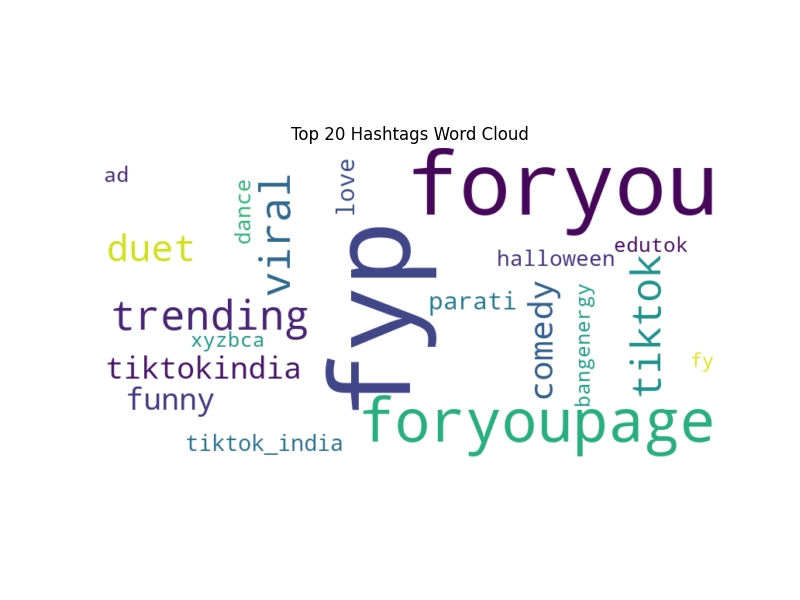 Top 20 Hashtags Word Cloud
ad
dance
viral
love
foryou
duet
halloween
edutok
fyp
parati
comedy
bangenergy
tiktok
trending
xyzbca
fy
tiktokindia
funny
foryoupage
tiktok_india